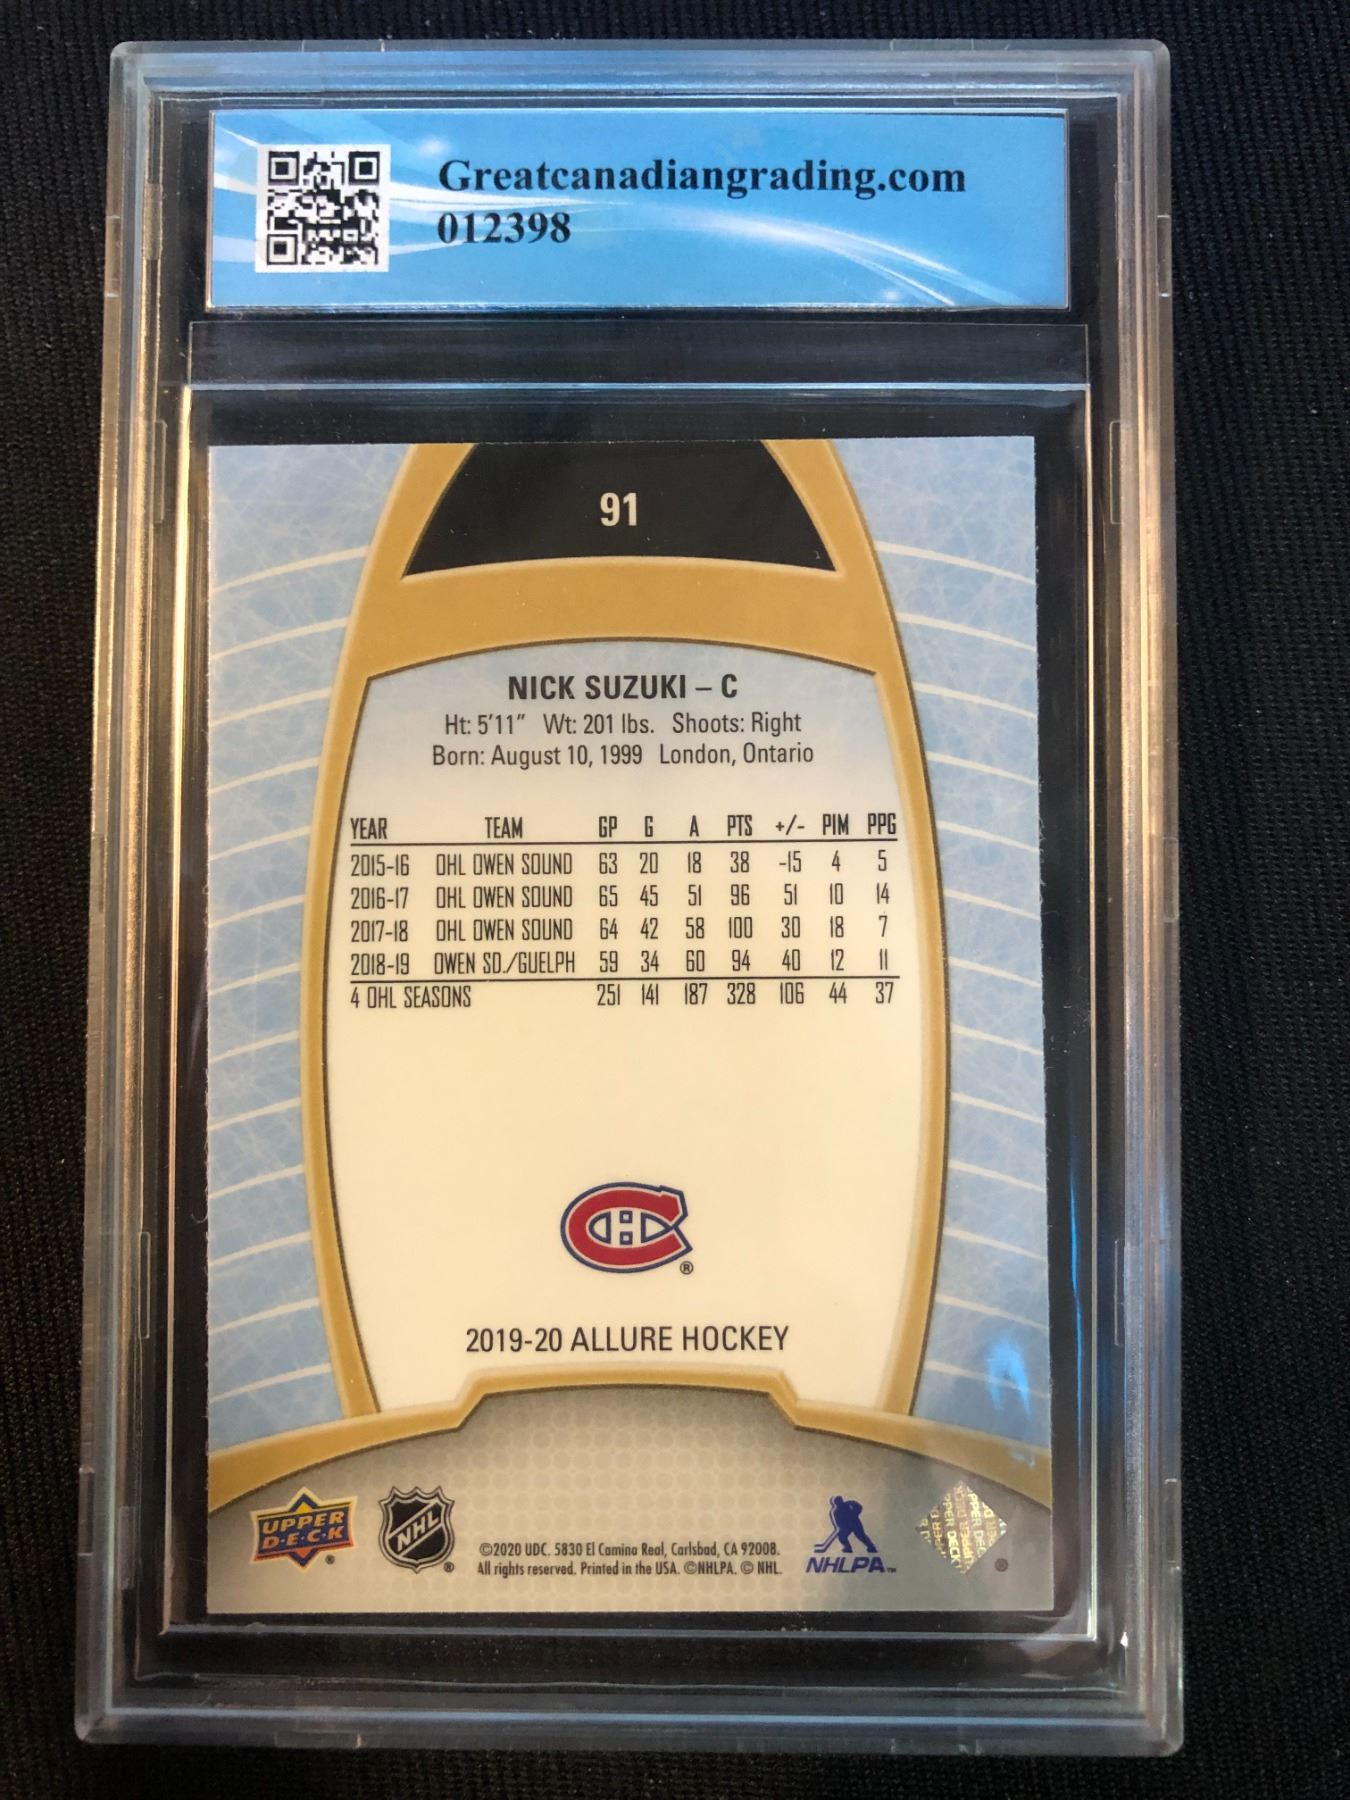 Greatcanadiangrading.com
012398
91
NICK SUZUKI – C
Ht: 5'11" Wt: 201 lbs. Shoots: Right
Born: August 10, 1999 London, Ontario
YEAR TEAM GP G A PTS +/- PIM PPG
2015-16 OHL OWEN SOUND 63 20 18 38 -15 4 5
2016-17 OHL OWEN SOUND 65 45 51 96 51 10 14
2017-18 OHL OWEN SOUND 64 42 58 100 30 18 7
2018-19 OWEN SD./GUELPH 59 34 60 94 40 12 11
4 OHL SEASONS 251 141 187 328 106 44 37
®
2019-20 ALLURE HOCKEY
UPPER
D·E·C·K
®
NHL
®
©2020 UDC. 5830 El Camino Real, Carlsbad, CA 92008.
All rights reserved. Printed in the USA. ©NHLPA. © NHL.
NHLPA™
UPPER DECK
®